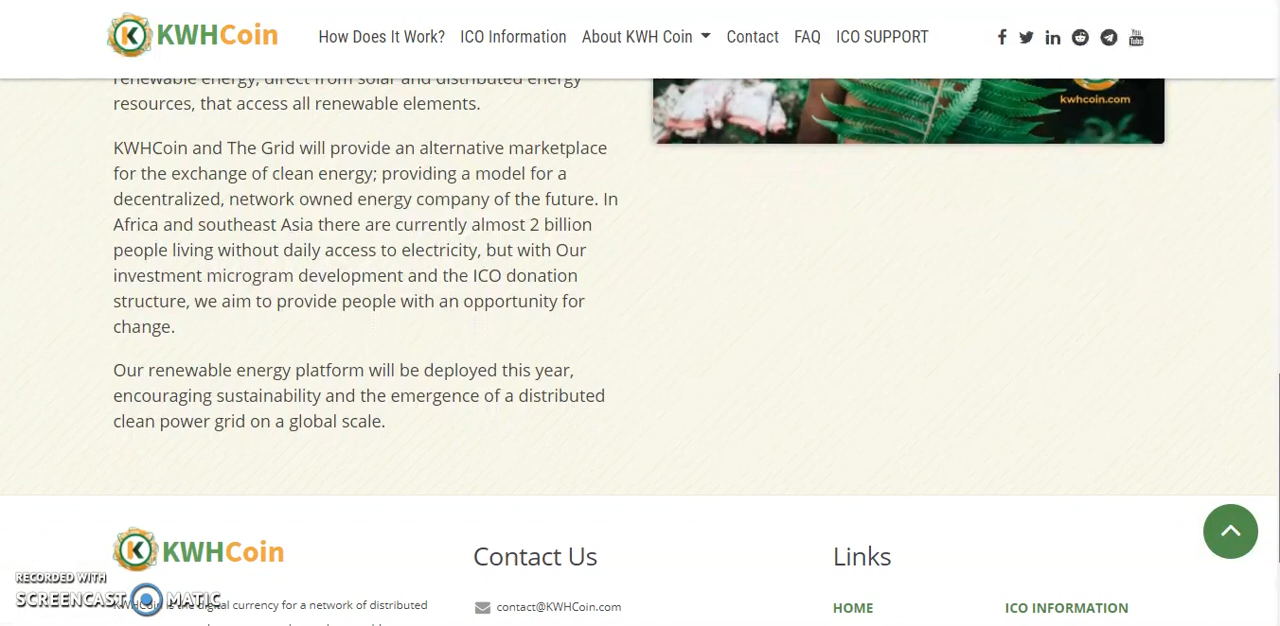 KWHCoin
How Does It Work? ICO Information About KWH Coin Contact FAQ ICO SUPPORT
You Tube
renewable energy, direct from solar and distributed energy
resources, that access all renewable elements.
kwhcoin.com
KWHCoin and The Grid will provide an alternative marketplace
for the exchange of clean energy; providing a model for a
decentralized, network owned energy company of the future. In
Africa and southeast Asia there are currently almost 2 billion
people living without daily access to electricity, but with Our
investment microgram development and the ICO donation
structure, we aim to provide people with an opportunity for
change.
Our renewable energy platform will be deployed this year,
encouraging sustainability and the emergence of a distributed
clean power grid on a global scale.
KWHCoin
Contact Us
Links
RECORDED WITH
SCREENCAST MATIC
KWHCoin is the digital currency for a network of distributed
contact@KWHCoin.com
HOME
ICO INFORMATION